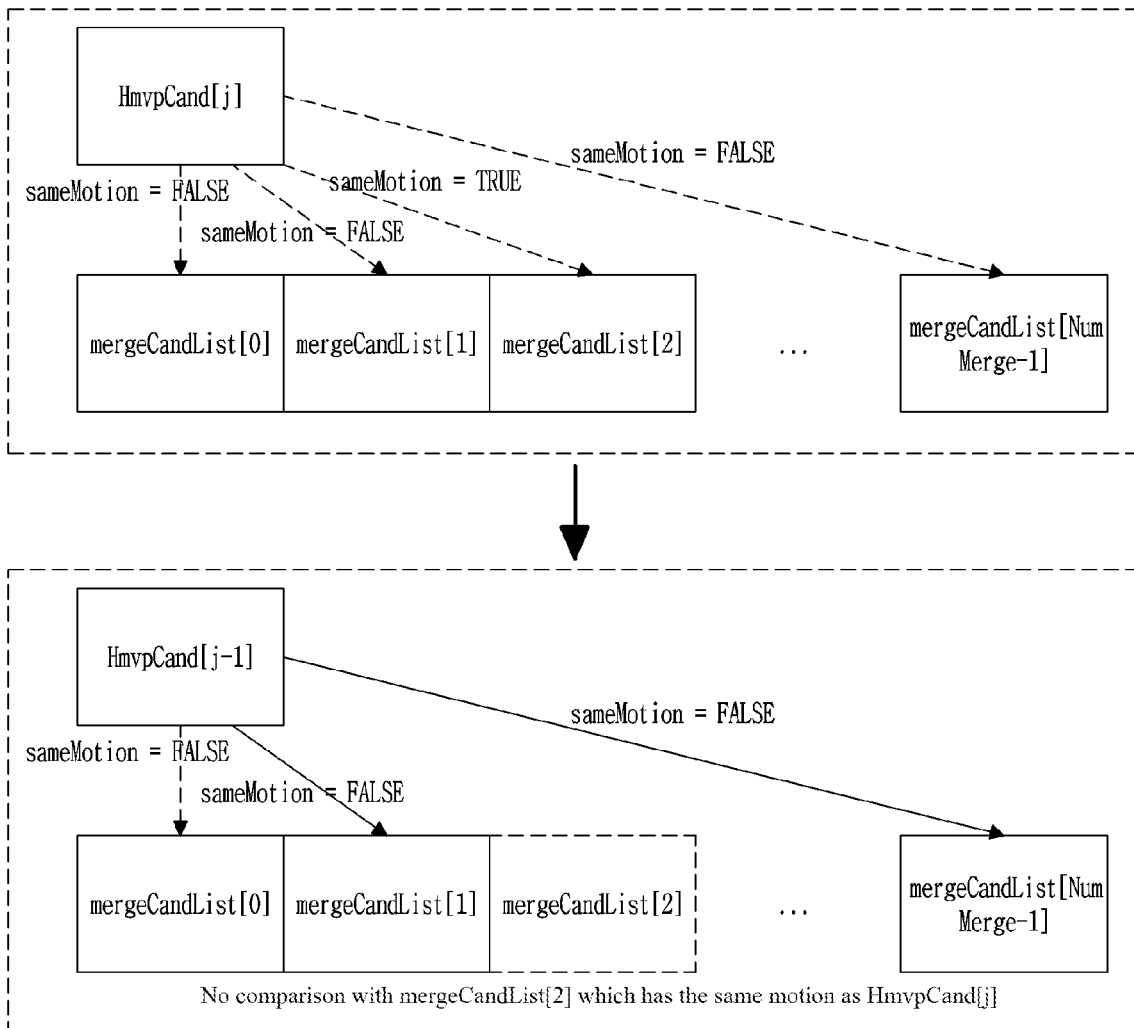 HmvpCand[j]
sameMotion = FALSE
sameMotion = TRUE
sameMotion = FALSE
sameMotion = FALSE
mergeCandList[0]
mergeCandList[1]
mergeCandList[2]
...
mergeCandList[Num
Merge-1]
HmvpCand[j-1]
sameMotion = FALSE
sameMotion = FALSE
sameMotion = FALSE
mergeCandList[0]
mergeCandList[1]
mergeCandList[2]
...
mergeCandList[Num
Merge-1]
No comparison with mergeCandList[2] which has the same motion as HmvpCand[j]